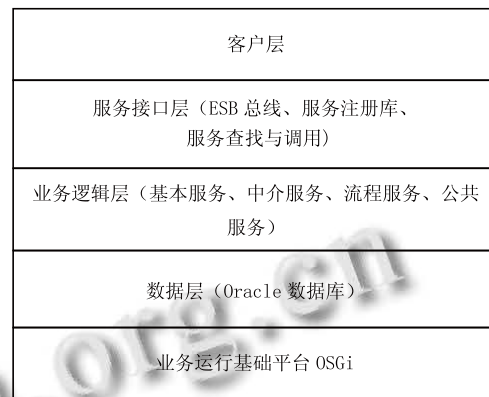 客户层
服务接口层（ESB 总线、服务注册库、
服务查找与调用)
业务逻辑层（基本服务、中介服务、流程服务、公共
服务）
数据层（Oracle 数据库）
业务运行基础平台 OSGi
.org.cn